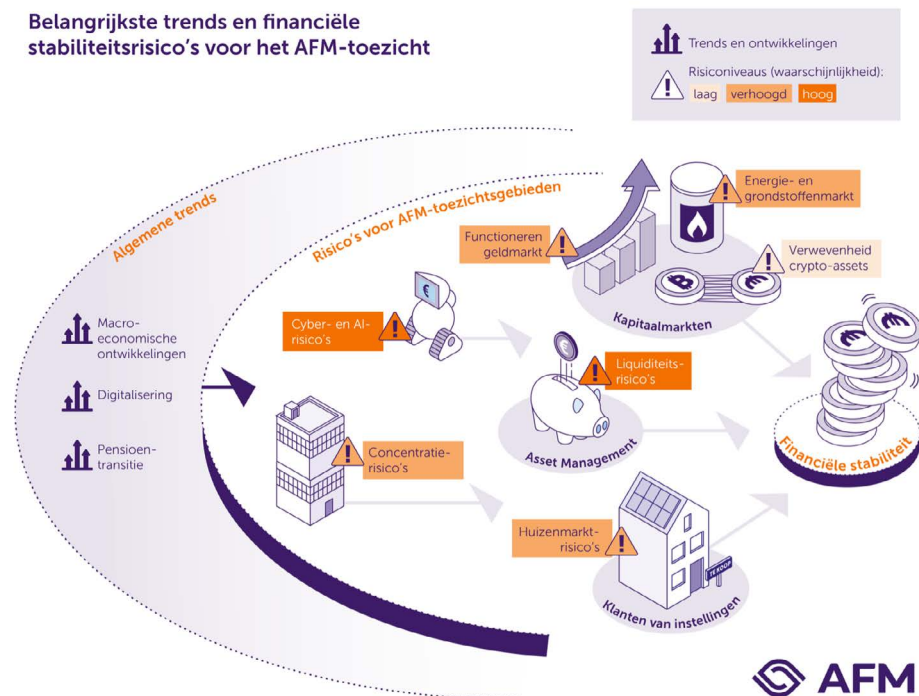 Belangrijkste trends en financiële
stabiliteitsrisico's voor het AFM-toezicht
Trends en ontwikkelingen
Risiconiveaus (waarschijnlijkheid):
laag verhoogd hoog
Algemene trends
Risico's voor AFM-toezichtsgebieden
Macro-
economische
ontwikkelingen
Digitalisering
Pensioen-
transitie
Energie- en
grondstoffenmarkt
Functioneren
geldmarkt
Verwevenheid
crypto-assets
Kapitaalmarkten
Cyber- en AI-
risico's
Liquiditeits-
risico's
Asset Management
Concentratie-
risico's
Huizenmarkt-
risico's
TE KOOP
Klanten van instellingen
Financiële stabiliteit
AFM